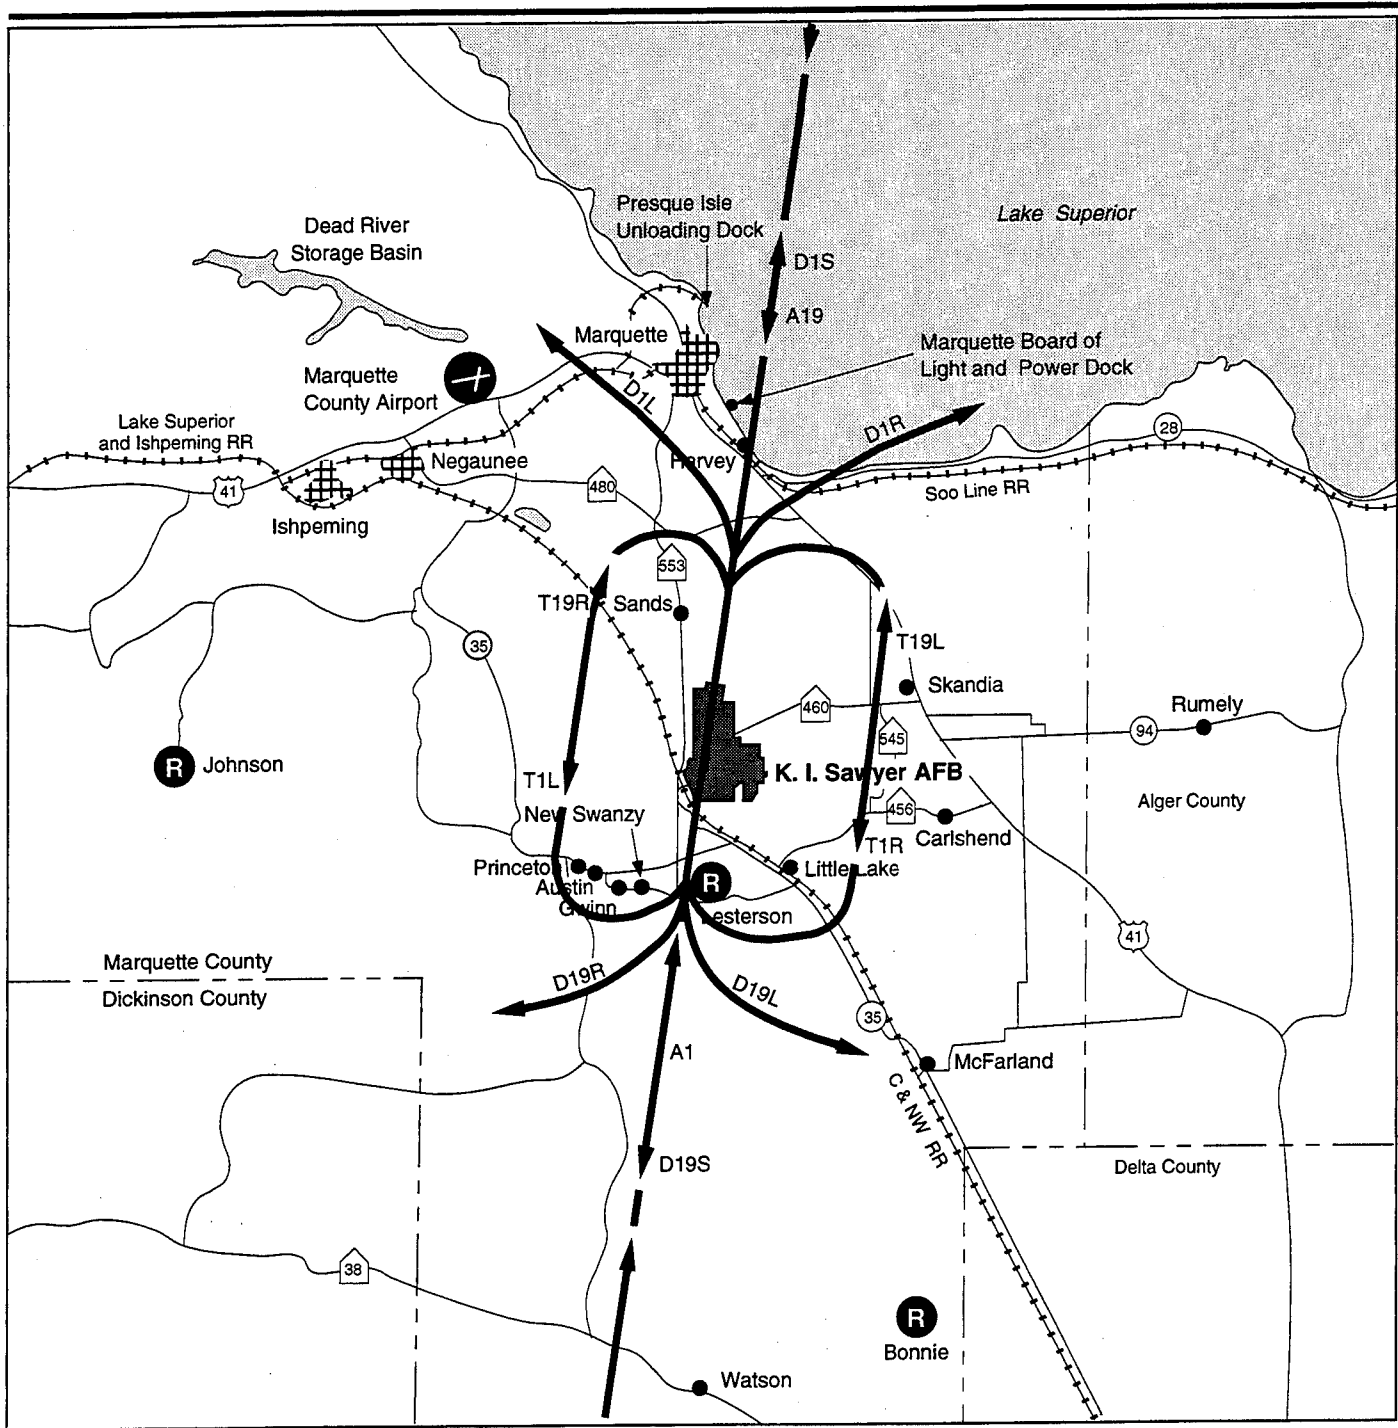 Presque Isle
Unloading Dock
Lake Superior
Dead River
Storage Basin
D1S
A19
Marquette
Marquette Board of
Light and Power Dock
Marquette
County Airport
D1L
D1R
Lake Superior
and Ishpeming RR
28
Negaunee
Harvey
41
480
Soo Line RR
Ishpeming
553
T19R
Sands
35
T19L
Skandia
460
Rumely
545
94
R
Johnson
T1L
K. I. Sawyer AFB
New Swanzy
456
Alger County
Carlshend
T1R
Princeton
Little Lake
Austin
R
Gwinn
Lesterson
41
Marquette County
Dickinson County
D19R
D19L
35
A1
McFarland
C & NW RR
D19S
Delta County
38
R
Bonnie
Watson